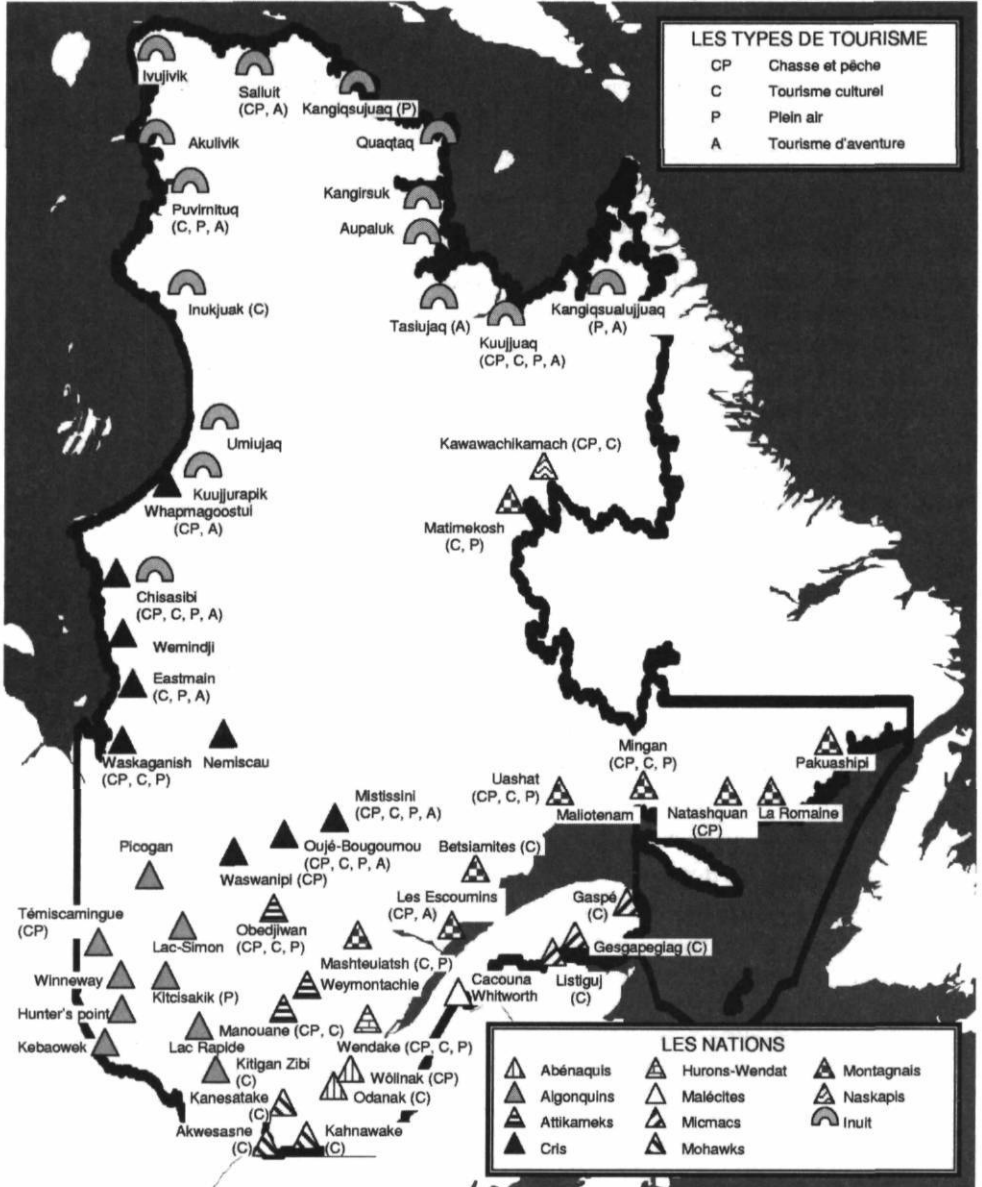 LES TYPES DE TOURISME
CP Chasse et pêche
C Tourisme culturel
P Plein air
A Tourisme d'aventure
Ivujivik
Salluit
(CP, A)
Kangiqsujuaq (P)
Akulivik
Quaqtaq
Puvirnituq
(C, P, A)
Kangirsuk
Aupaluk
Inukjuak (C)
Tasiujaq (A)
Kuujjuaq
(CP, C, P, A)
Kangiqsualujjuaq
(P, A)
Umiujaq
Kuujjurapik
Whapmagoostui
(CP, A)
Kawawachikamach (CP, C)
Matimekosh
(C, P)
Chisasibi
(CP, C, P, A)
Wemindji
Eastmain
(C, P, A)
Waskaganish
(CP, C, P)
Nemiscau
Mingan
(CP, C, P)
Pakuashipi
Uashat
(CP, C, P)
Maliotenam
Natashquan
(CP)
La Romaine
Mistissini
(CP, C, P, A)
Oujé-Bougoumou
(CP, C, P, A)
Waswanipi (CP)
Betsiamites (C)
Picogan
Les Escoumins
(CP, A)
Gaspé
(C)
Témiscamingue
(CP)
Lac-Simon
Obedjiwan
(CP, C, P)
Mashteuiatsh (C, P)
Gesgapegiag (C)
Winneway
Kitcisakik (P)
Weymontachie
Cacouna
Whitworth
Listiguj
(C)
Hunter's point
Manouane (CP, C)
Kebaowek
Lac Rapide
Wendake (CP, C, P)
Kitigan Zibi
(C)
Wôlinak (CP)
Odanak (C)
Kanesatake
(C)
Akwesasne
(C)
Kahnawake
(C)
LES NATIONS
Abénaquis Hurons-Wendat Montagnais
Algonquins Malécites Naskapis
Attikameks Micmacs Inuit
Cris Mohawks